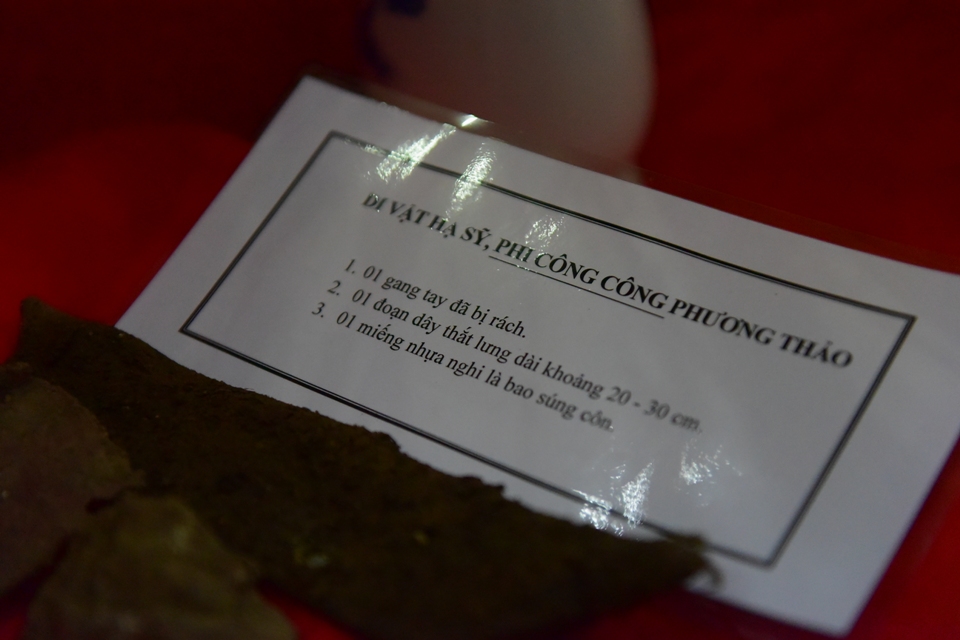 DI VẬT HẠ SỸ, PHI CÔNG CÔNG PHƯƠNG THẢO
1. 01 gang tay đã bị rách.
2. 01 đoạn dây thắt lưng dài khoảng 20 - 30 cm.
3. 01 miếng nhựa nghi là bao súng côn.